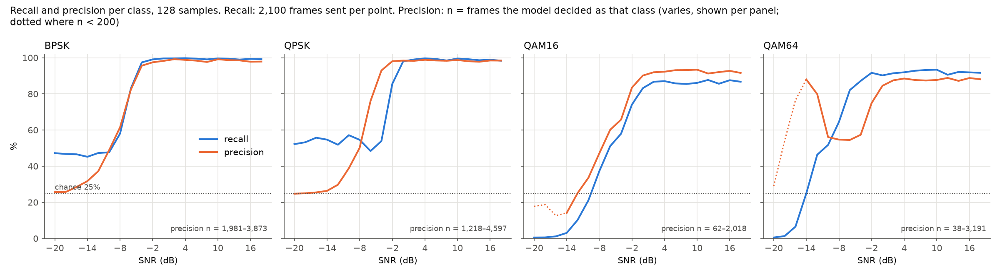 Recall and precision per class, 128 samples. Recall: 2,100 frames sent per point. Precision: n = frames the model decided as that class (varies, shown per panel;
dotted where n < 200)
BPSK
QPSK
QAM16
QAM64
100
80
60
40
20
0
%
recall
precision
chance 25%
precision n = 1,981–3,873
precision n = 1,218–4,597
precision n = 62–2,018
precision n = 38–3,191
−20 −14 −8 −2 4 10 16
−20 −14 −8 −2 4 10 16
−20 −14 −8 −2 4 10 16
−20 −14 −8 −2 4 10 16
SNR (dB)
SNR (dB)
SNR (dB)
SNR (dB)